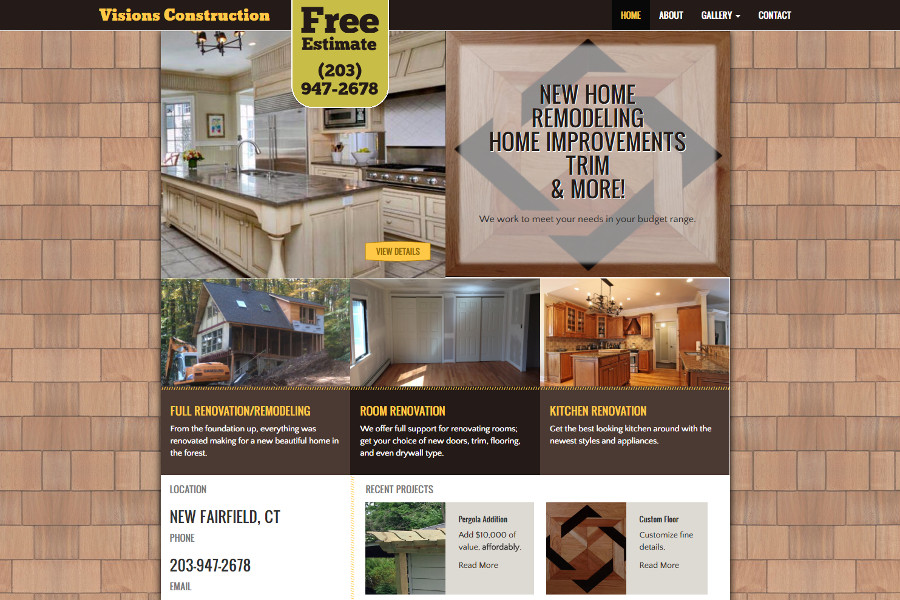 Visions Construction
Free
Estimate
(203)
947-2678
HOME
ABOUT
GALLERY
CONTACT
NEW HOME
REMODELING
HOME IMPROVEMENTS
TRIM
& MORE!
We work to meet your needs in your budget range.
VIEW DETAILS
FULL RENOVATION/REMODELING
From the foundation up, everything was
renovated making for a new beautiful home in
the forest.
ROOM RENOVATION
We offer full support for renovating rooms;
get your choice of new doors, trim, flooring,
and even drywall type.
KITCHEN RENOVATION
Get the best looking kitchen around with the
newest styles and appliances.
LOCATION
NEW FAIRFIELD, CT
PHONE
203-947-2678
EMAIL
RECENT PROJECTS
Pergola Addition
Add $10,000 of
value, affordably.
Read More
Custom Floor
Customize fine
details.
Read More